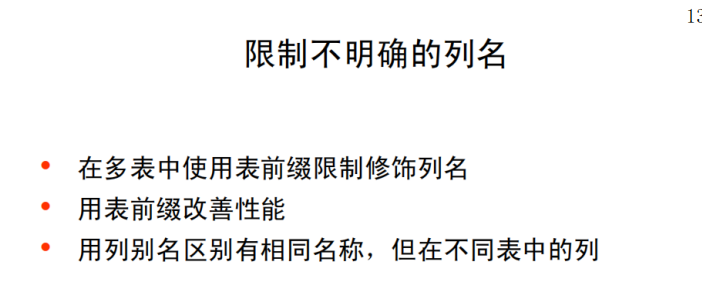 13
限制不明确的列名
在多表中使用表前缀限制修饰列名
用表前缀改善性能
用列别名区别有相同名称，但在不同表中的列